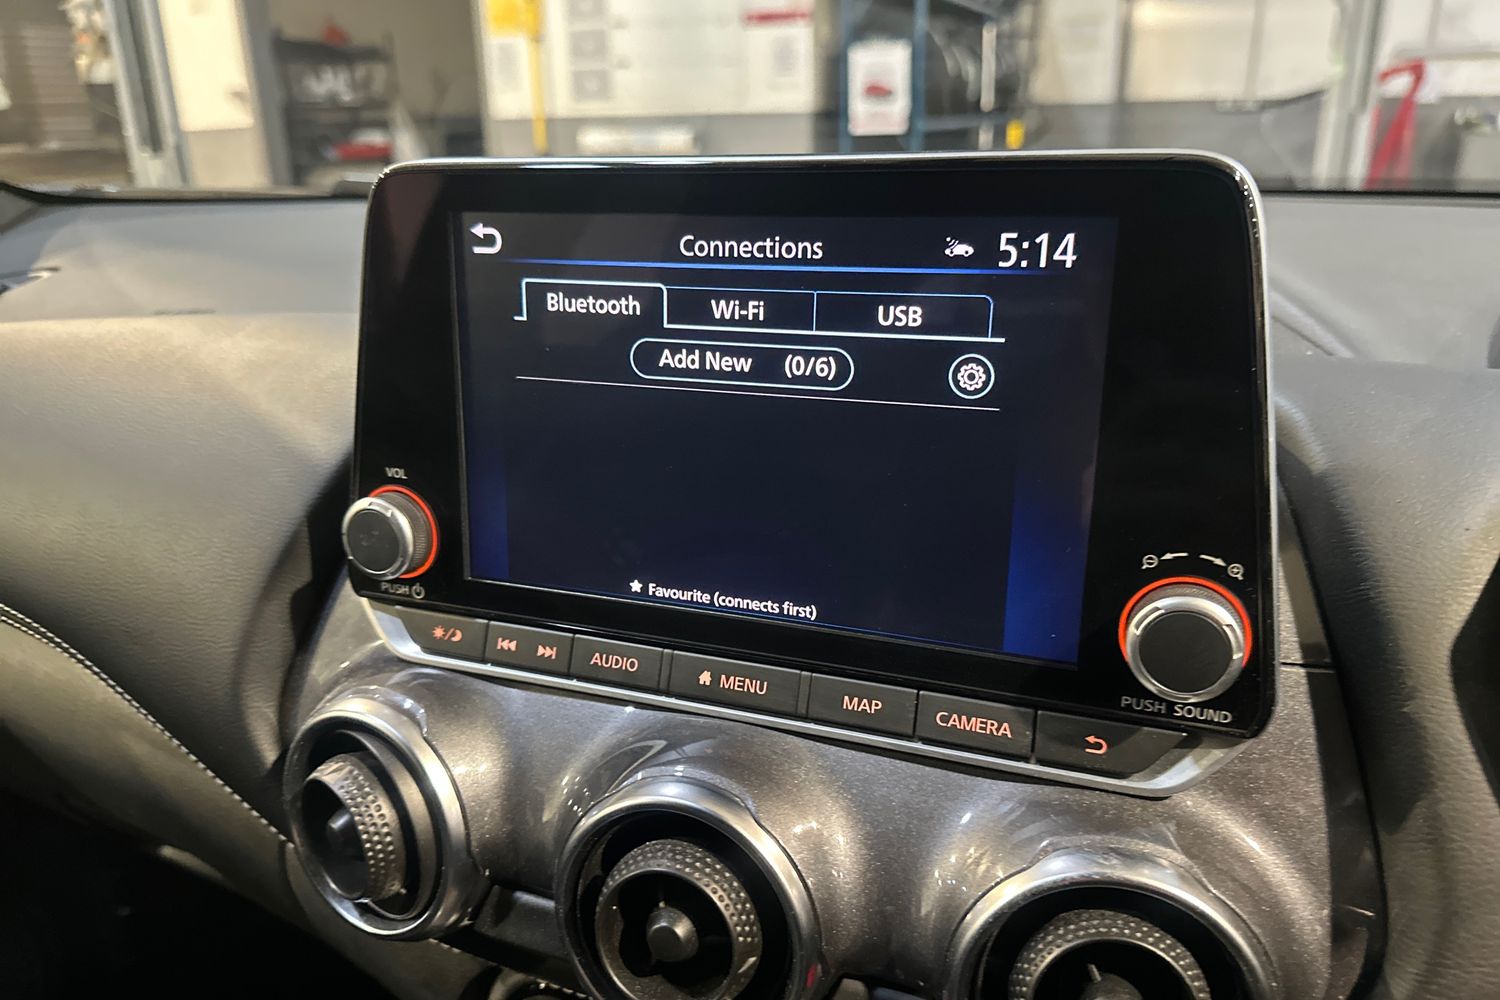 Connections
5:14
Bluetooth
Wi-Fi
USB
Add New (0/6)
★ Favourite (connects first)
VOL
PUSH
PUSH SOUND
AUDIO
MENU
MAP
CAMERA